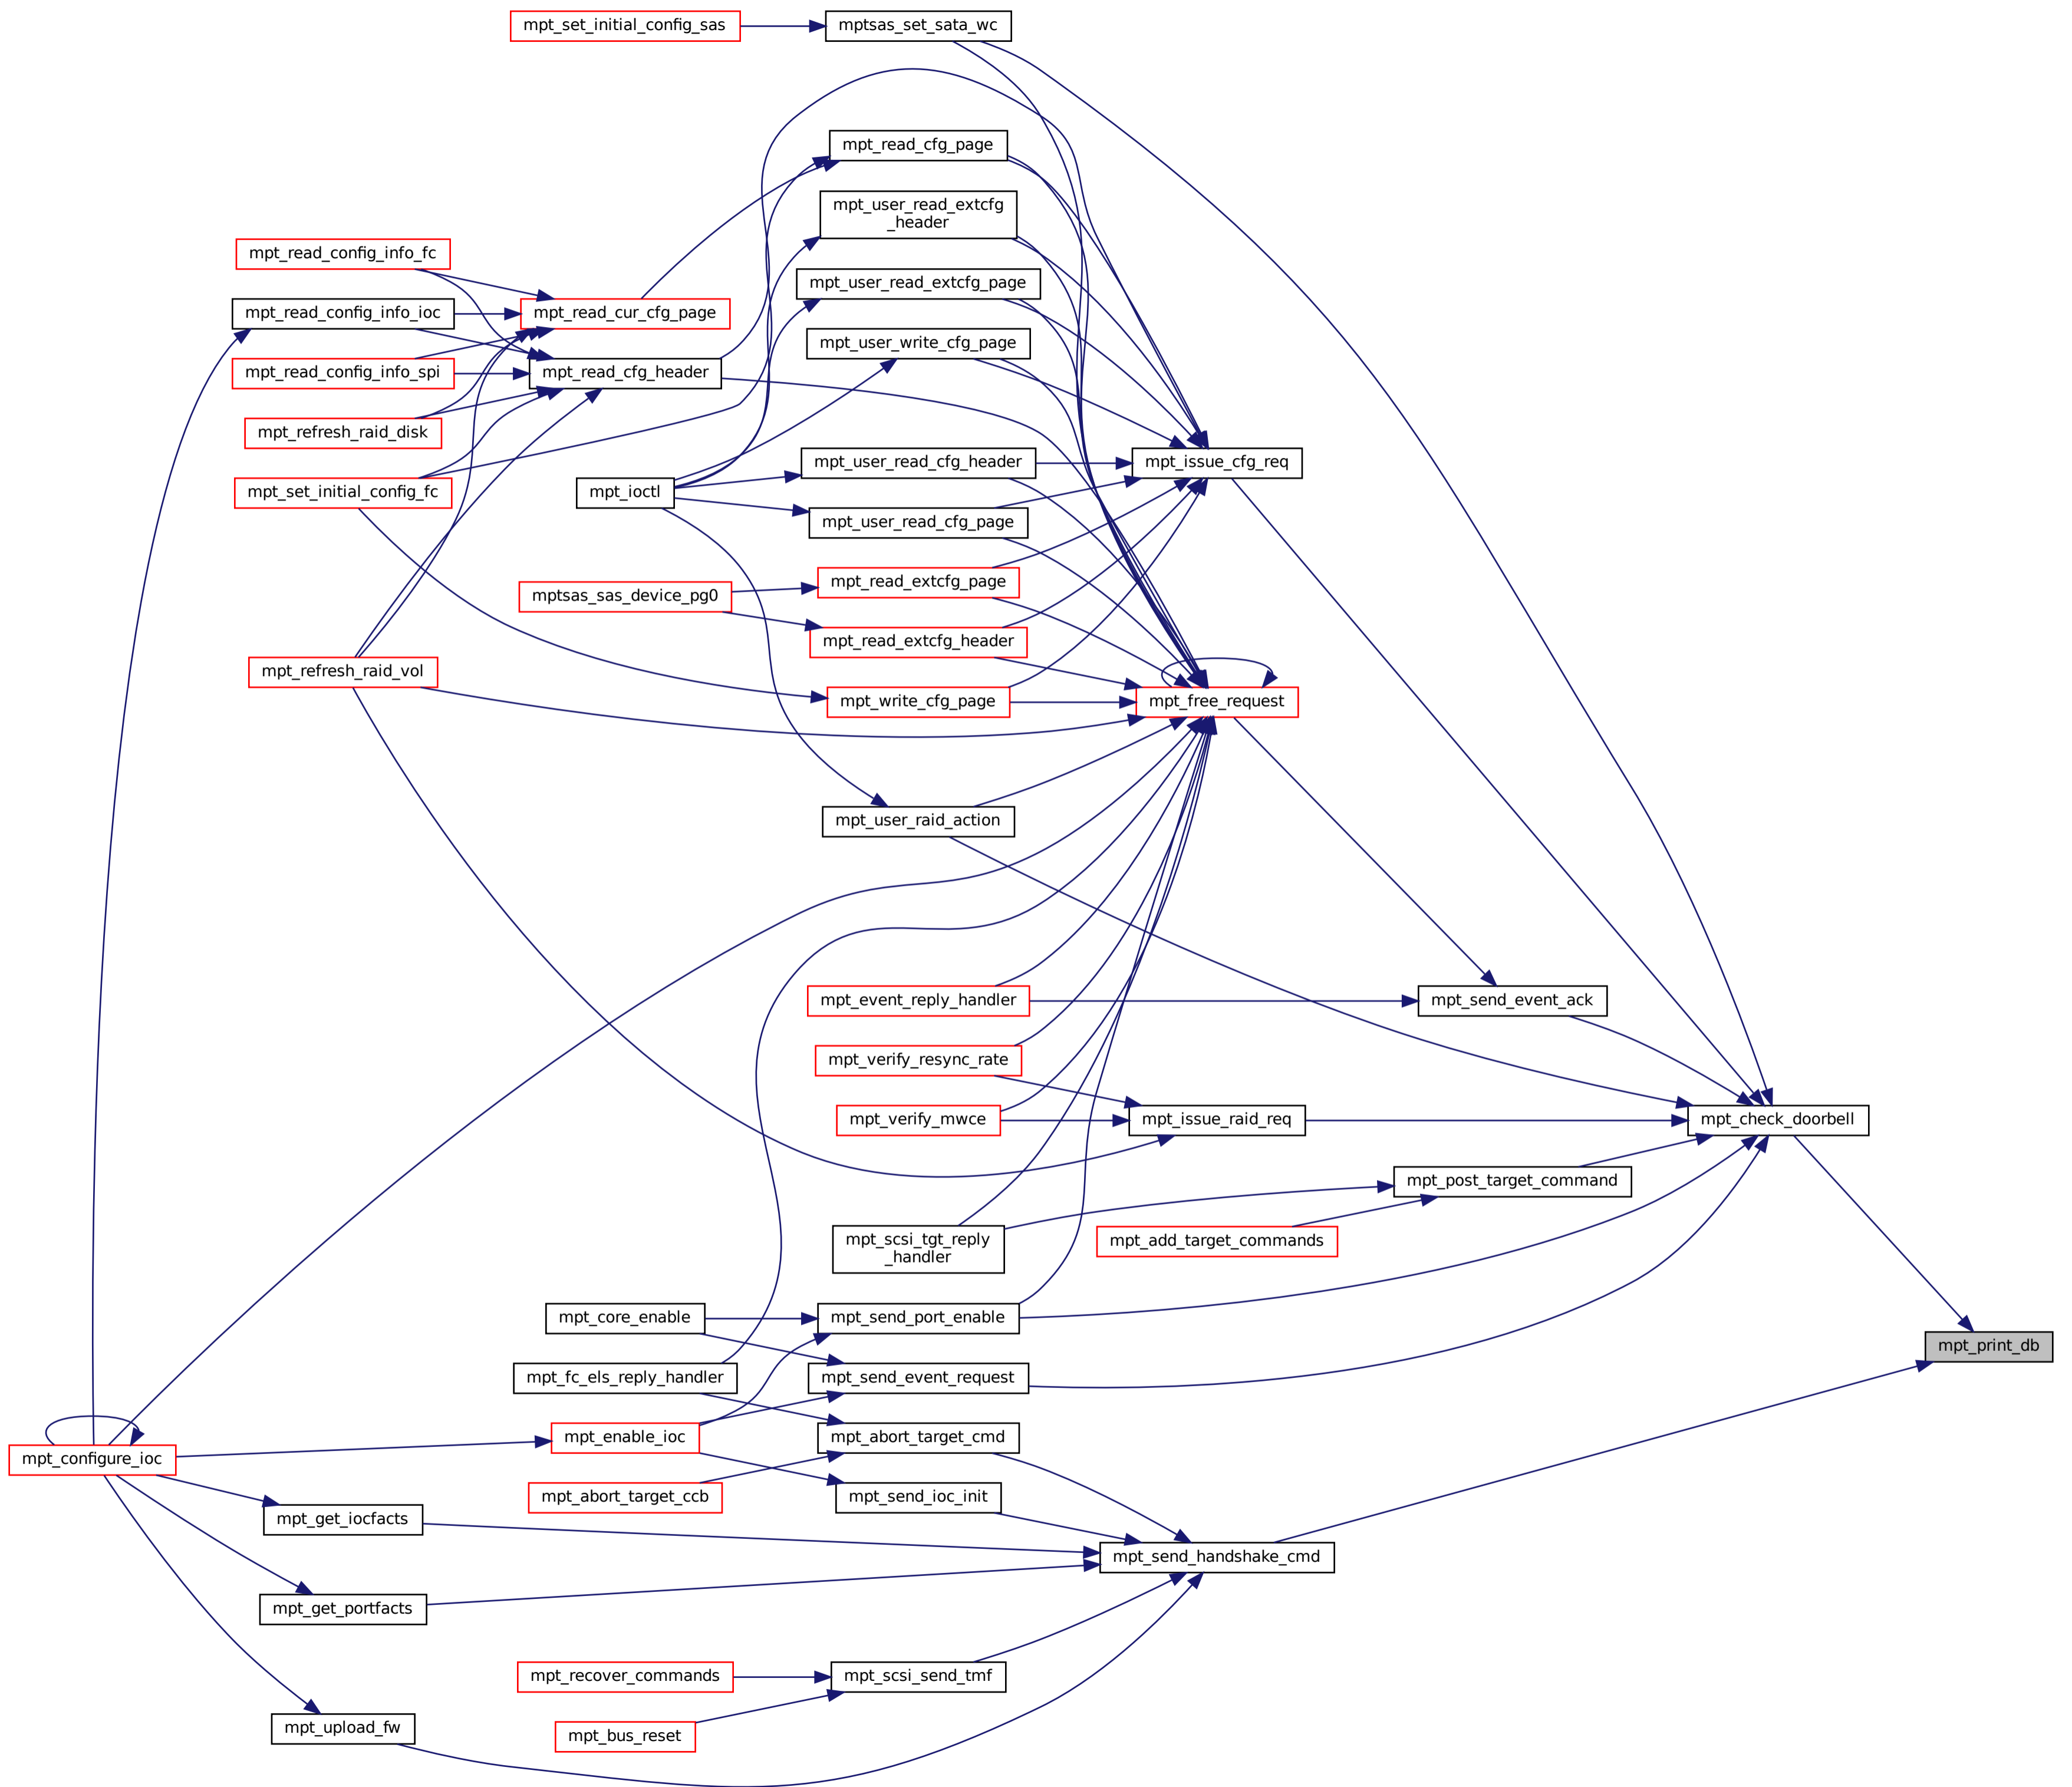 mpt_set_initial_config_sas
mptsas_set_sata_wc
mpt_read_cfg_page
mpt_user_read_extcfg
_header
mpt_read_config_info_fc
mpt_user_read_extcfg_page
mpt_read_config_info_ioc
mpt_read_cur_cfg_page
mpt_user_write_cfg_page
mpt_read_config_info_spi
mpt_read_cfg_header
mpt_refresh_raid_disk
mpt_user_read_cfg_header
mpt_issue_cfg_req
mpt_set_initial_config_fc
mpt_ioctl
mpt_user_read_cfg_page
mptsas_sas_device_pg0
mpt_read_extcfg_page
mpt_read_extcfg_header
mpt_refresh_raid_vol
mpt_write_cfg_page
mpt_free_request
mpt_user_raid_action
mpt_event_reply_handler
mpt_send_event_ack
mpt_verify_resync_rate
mpt_verify_mwce
mpt_issue_raid_req
mpt_check_doorbell
mpt_post_target_command
mpt_scsi_tgt_reply
_handler
mpt_add_target_commands
mpt_core_enable
mpt_send_port_enable
mpt_print_db
mpt_fc_els_reply_handler
mpt_send_event_request
mpt_enable_ioc
mpt_abort_target_cmd
mpt_configure_ioc
mpt_abort_target_ccb
mpt_send_ioc_init
mpt_get_iocfacts
mpt_send_handshake_cmd
mpt_get_portfacts
mpt_recover_commands
mpt_scsi_send_tmf
mpt_upload_fw
mpt_bus_reset